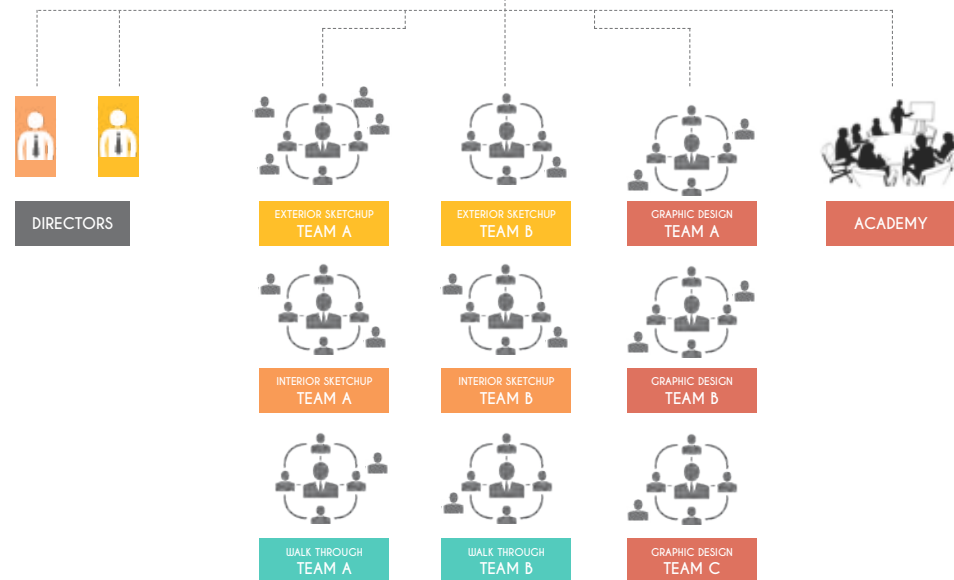 DIRECTORS
EXTERIOR SKETCHUP
TEAM A
EXTERIOR SKETCHUP
TEAM B
GRAPHIC DESIGN
TEAM A
ACADEMY
INTERIOR SKETCHUP
TEAM A
INTERIOR SKETCHUP
TEAM B
GRAPHIC DESIGN
TEAM B
WALK THROUGH
TEAM A
WALK THROUGH
TEAM B
GRAPHIC DESIGN
TEAM C